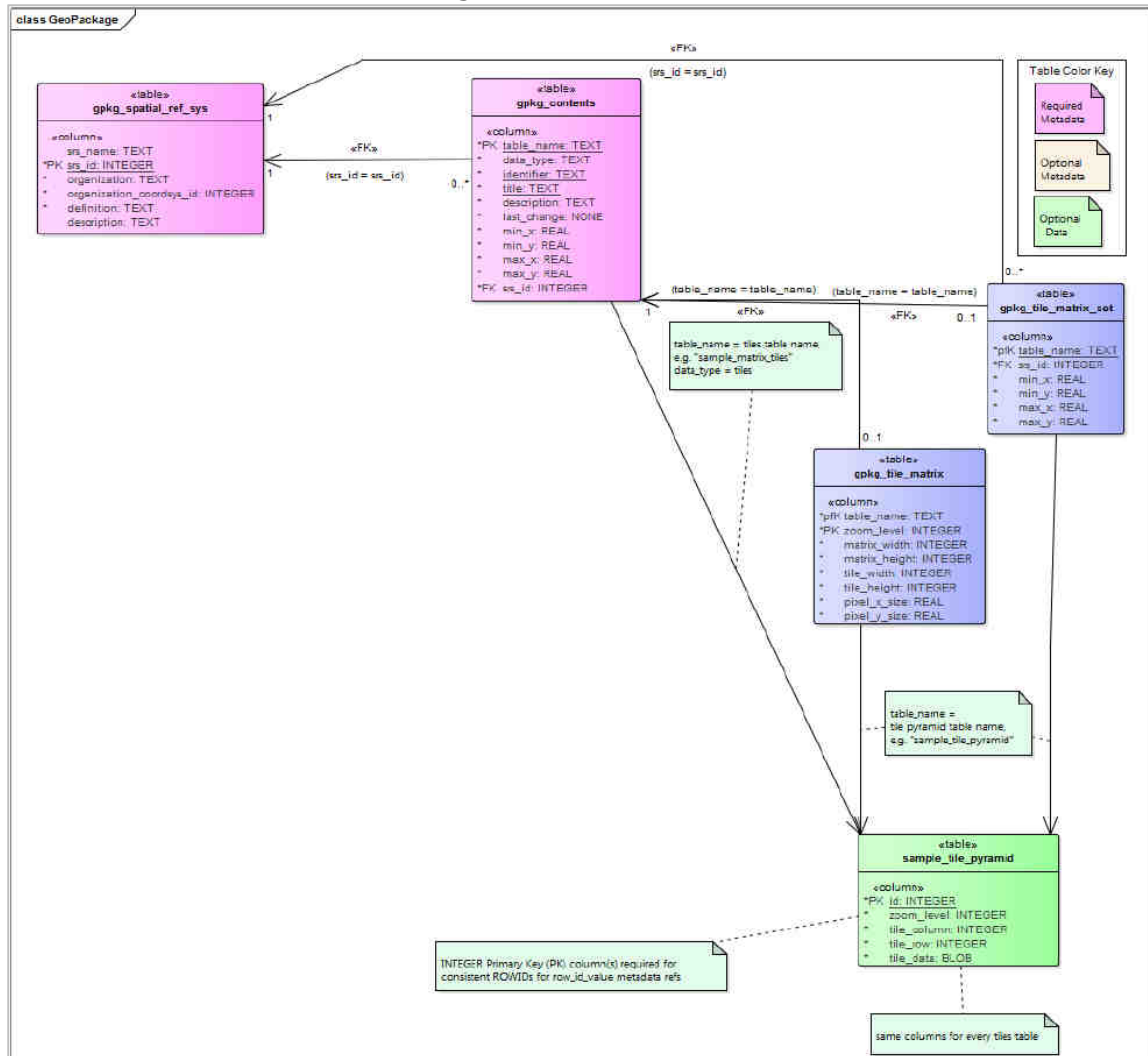 class GeoPackage
«FK»
(srs_id = srs_id)
«table»
gpkg_spatial_ref_sys
«column»
srs_name: TEXT
*PK srs_id: INTEGER
* organization: TEXT
* organization_coordsys_id: INTEGER
* definition: TEXT
description: TEXT
1
1
«FK»
(srs_id = srs_id)
0..*
«table»
gpkg_contents
«column»
*PK table_name: TEXT
* data_type: TEXT
* identifier: TEXT
* title: TEXT
* description: TEXT
* last_change: NONE
* min_x: REAL
* min_y: REAL
* max_x: REAL
* max_y: REAL
*FK srs_id: INTEGER
Table Color Key
Required
Metadata
Optional
Metadata
Optional
Data
0..*
(table_name = table_name)
(table_name = table_name)
1
«FK»
«FK»
0..1
«table»
gpkg_tile_matrix_set
«column»
*pfK table_name: TEXT
*FK srs_id: INTEGER
* min_x: REAL
* min_y: REAL
* max_x: REAL
* max_y: REAL
table_name = tiles table name,
e.g. "sample_matrix_tiles"
data_type = tiles
0..1
«table»
gpkg_tile_matrix
«column»
*pfK table_name: TEXT
*PK zoom_level: INTEGER
* matrix_width: INTEGER
* matrix_height: INTEGER
* tile_width: INTEGER
* tile_height: INTEGER
* pixel_x_size: REAL
* pixel_y_size: REAL
table_name =
tile pyramid table name,
e.g. "sample_tile_pyramid"
«table»
sample_tile_pyramid
«column»
*PK id: INTEGER
* zoom_level: INTEGER
* tile_column: INTEGER
* tile_row: INTEGER
* tile_data: BLOB
INTEGER Primary Key (PK) column(s) required for
consistent ROWIDs for row_id_value metadata refs
same columns for every tiles table